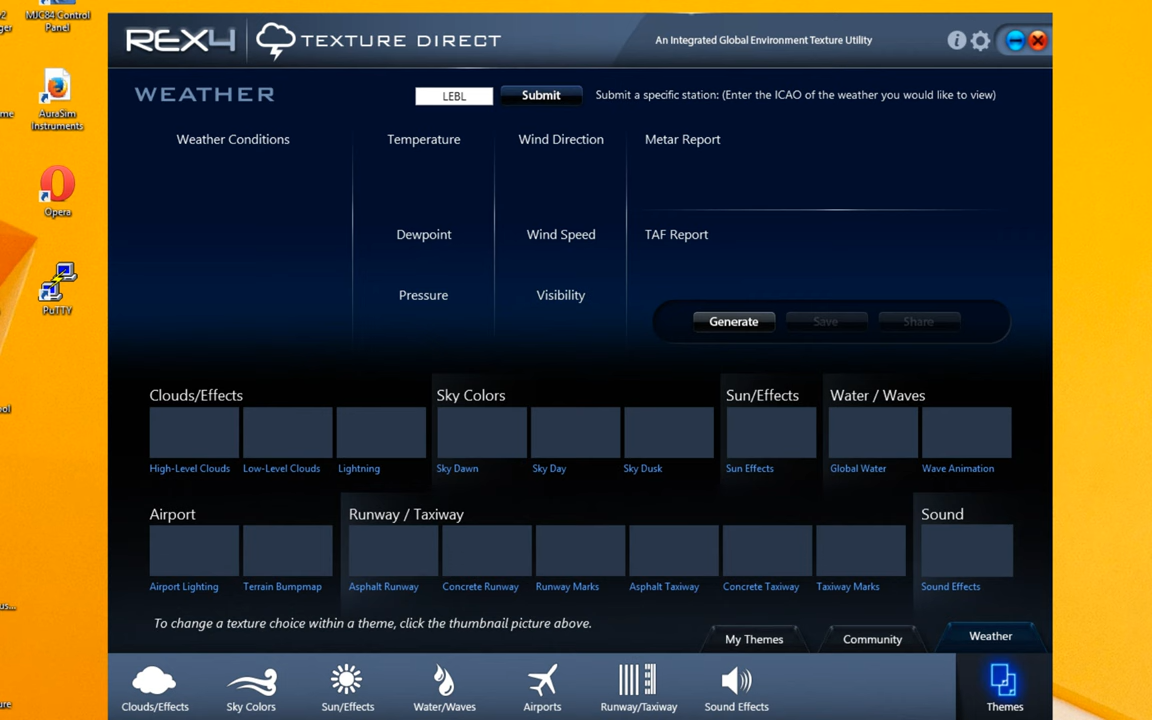 MJC84 Control
Panel
REX4 TEXTURE DIRECT
An Integrated Global Environment Texture Utility
WEATHER
LEBL
Submit
Submit a specific station: (Enter the ICAO of the weather you would like to view)
AuraSim
Instruments
Weather Conditions
Temperature
Wind Direction
Metar Report
Opera
Dewpoint
Wind Speed
TAF Report
PuTTY
Pressure
Visibility
Generate
Save
Share
Clouds/Effects
Sky Colors
Sun/Effects
Water / Waves
High-Level Clouds
Low-Level Clouds
Lightning
Sky Dawn
Sky Day
Sky Dusk
Sun Effects
Global Water
Wave Animation
Airport
Runway / Taxiway
Sound
Airport Lighting
Terrain Bumpmap
Asphalt Runway
Concrete Runway
Runway Marks
Asphalt Taxiway
Concrete Taxiway
Taxiway Marks
Sound Effects
To change a texture choice within a theme, click the thumbnail picture above.
My Themes
Community
Weather
Clouds/Effects
Sky Colors
Sun/Effects
Water/Waves
Airports
Runway/Taxiway
Sound Effects
Themes